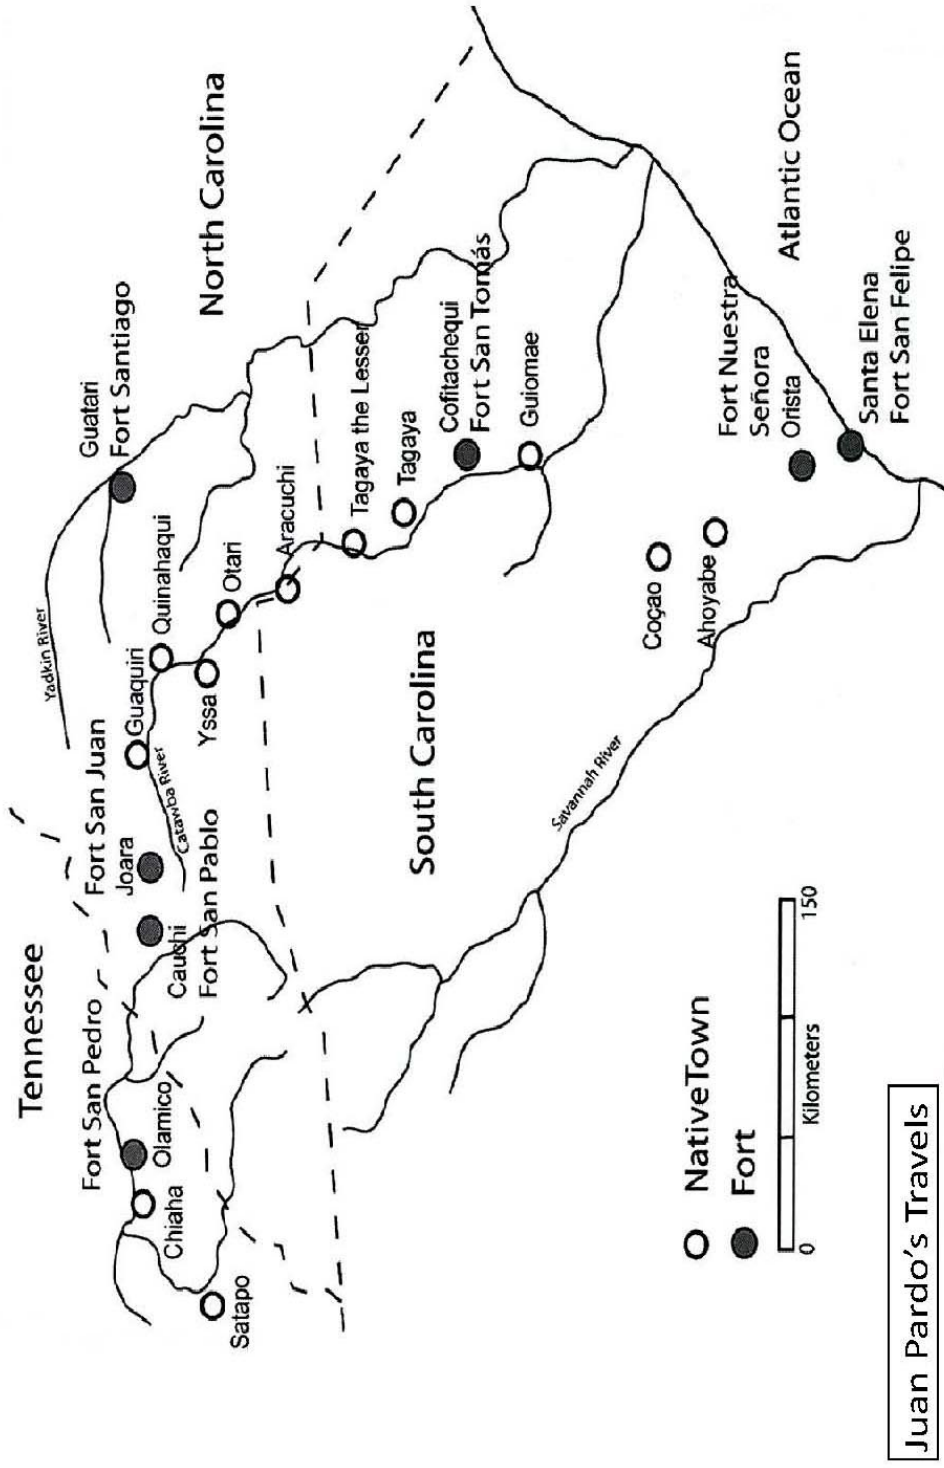 Tennessee
North Carolina
Guatari
Fort Santiago
Yadkin River
Fort San Juan
Joara
Guaquiri
Quinahaqui
Fort San Pedro
Olamico
Chiaha
Satapo
Cauchi
Fort San Pablo
Catawba River
Yssa
Otari
Aracuchi
Tagaya the Lesser
Tagaya
Cofitachequi
Fort San Tomás
Guiomae
South Carolina
Savannah River
Coçao
Ahoyabe
Fort Nuestra
Señora
Orista
Santa Elena
Fort San Felipe
Atlantic Ocean
Native Town
Fort
0
Kilometers
150
Juan Pardo's Travels